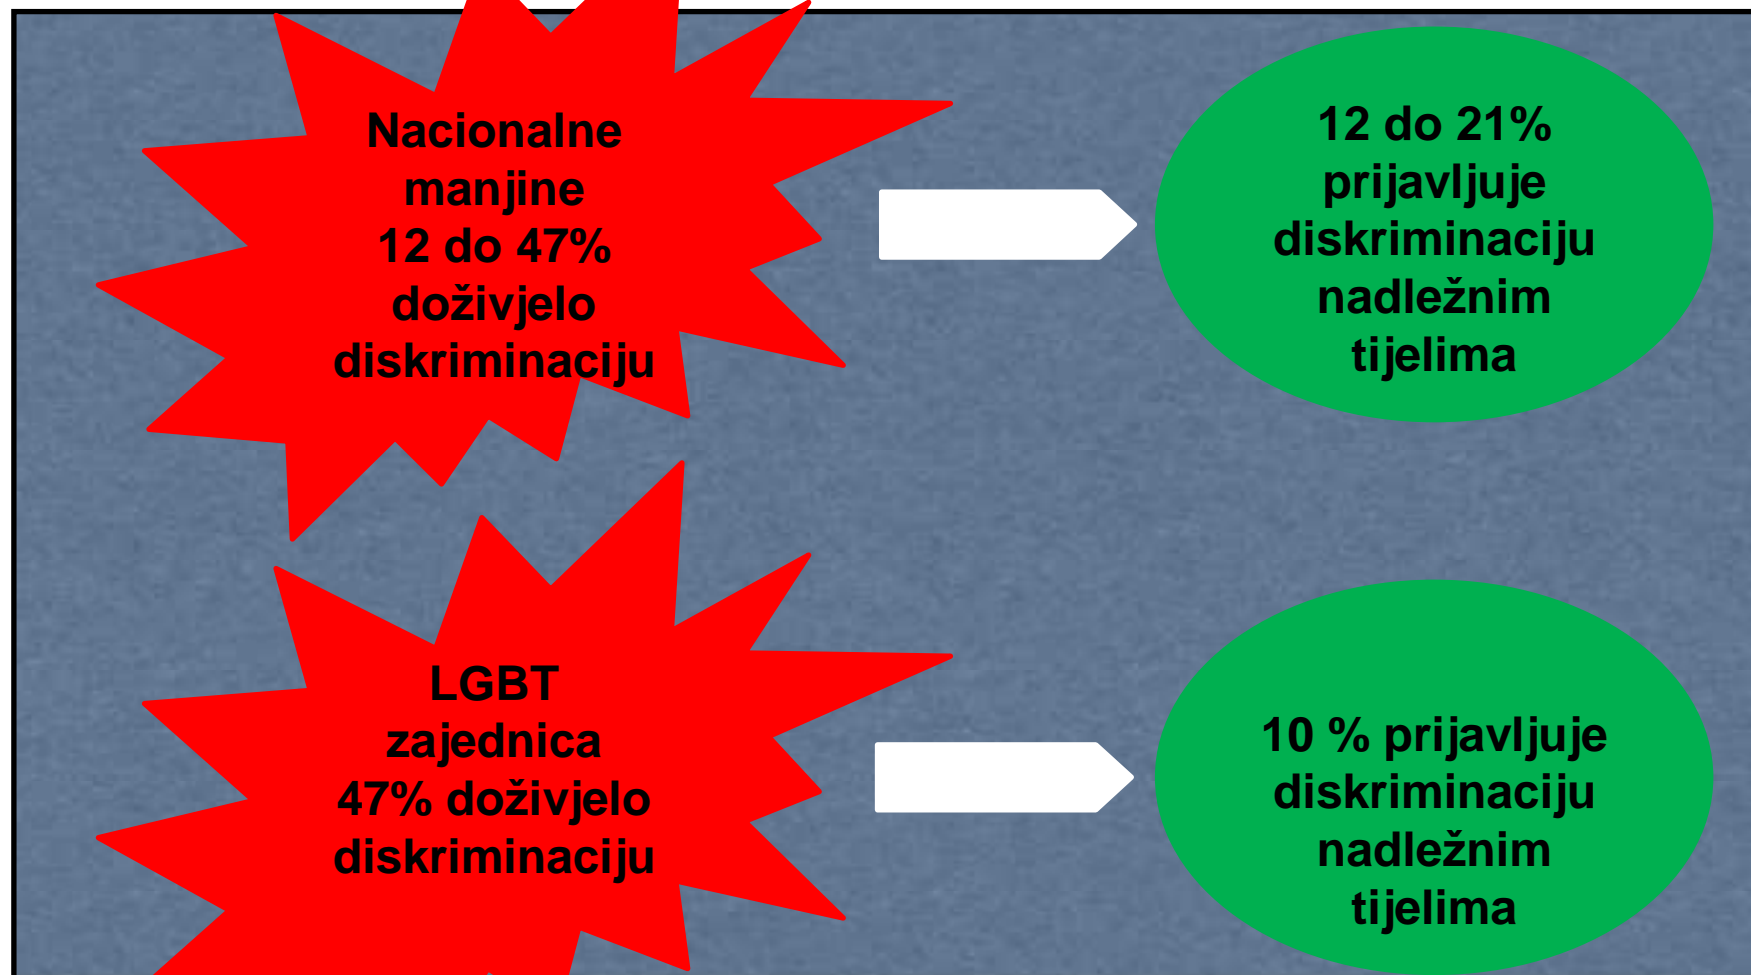 Nacionalne
manjine
12 do 47%
doživjelo
diskriminaciju
12 do 21%
prijavljuje
diskriminaciju
nadležnim
tijelima
LGBT
zajednica
47% doživjelo
diskriminaciju
10 % prijavljuje
diskriminaciju
nadležnim
tijelima